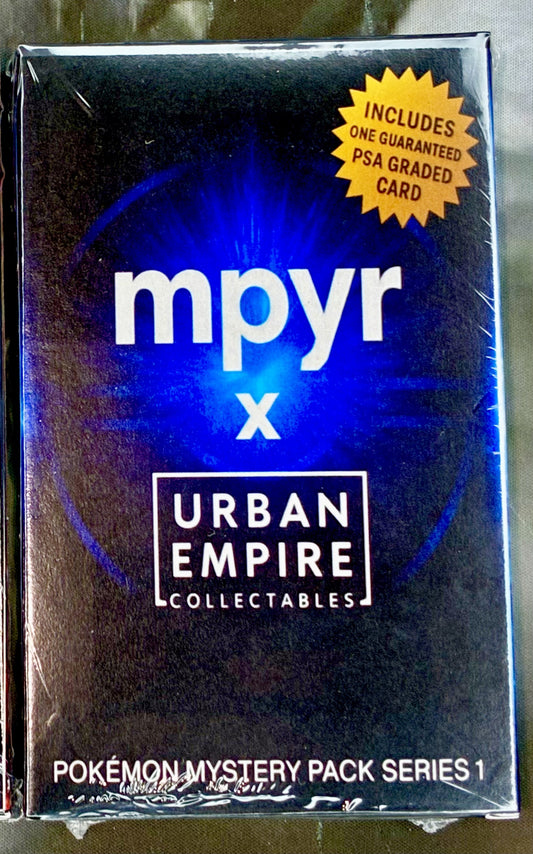 INCLUDES
ONE GUARANTEED
PSA GRADED
CARD
mpyr
x
URBAN
EMPIRE
COLLECTABLES
POKÉMON MYSTERY PACK SERIES 1